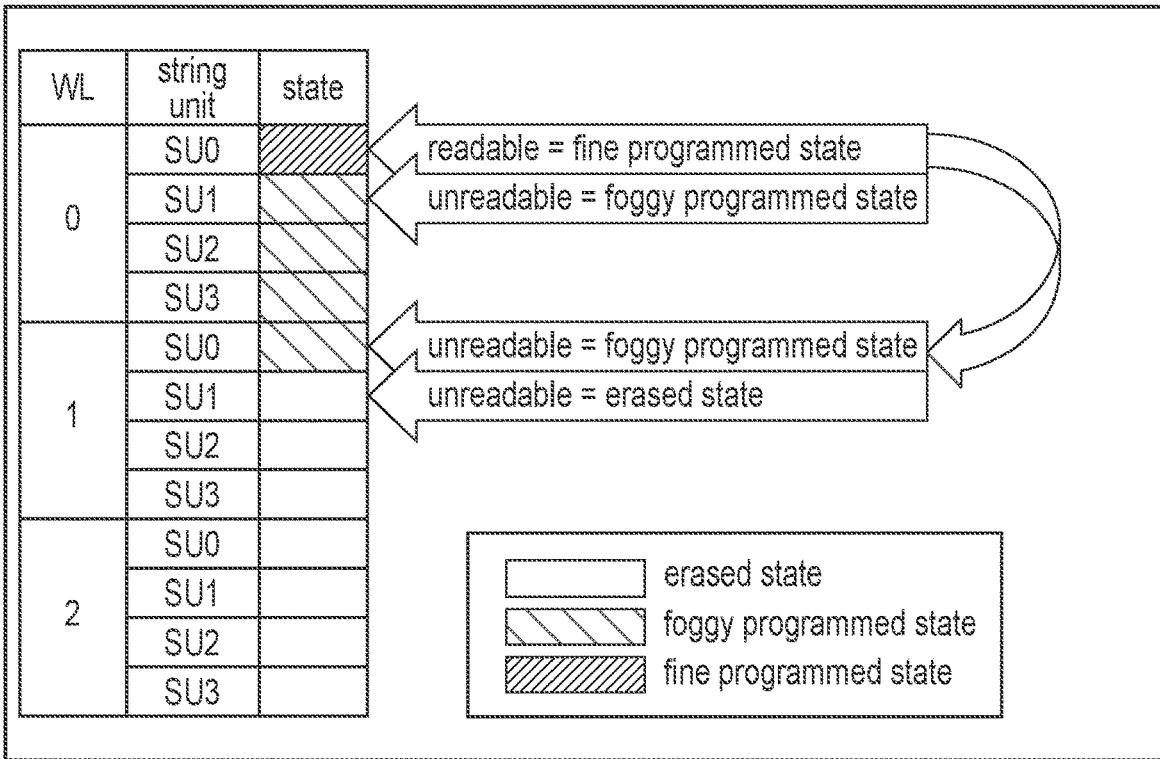 WL string unit state
0 SU0 readable = fine programmed state
SU1 unreadable = foggy programmed state
SU2
SU3
1 SU0 unreadable = foggy programmed state
SU1 unreadable = erased state
SU2
SU3
2 SU0
SU1
SU2
SU3
erased state
foggy programmed state
fine programmed state